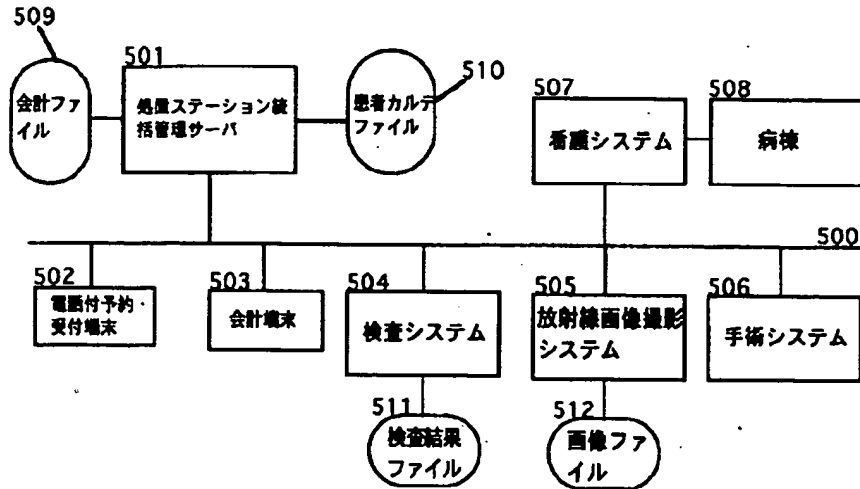 509
501
510
507
508
会計ファ
イル
処置ステーション統
括管理サーバ
患者カルテ
ファイル
看護システム
病棟
500
502
503
504
505
506
電話付予約・
受付端末
会計端末
検査システム
放射線画像撮影
システム
手術システム
511
512
検査結果
ファイル
画像ファ
イル